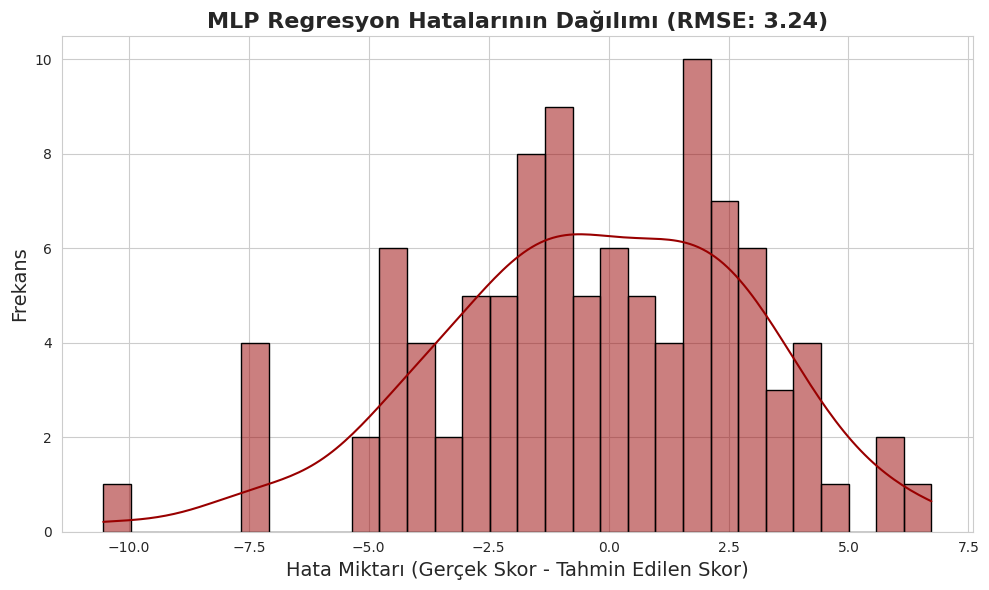 MLP Regresyon Hatalarının Dağılımı (RMSE: 3.24)
Frekans
10
8
6
4
2
0
−10.0 −7.5 −5.0 −2.5 0.0 2.5 5.0 7.5
Hata Miktarı (Gerçek Skor - Tahmin Edilen Skor)